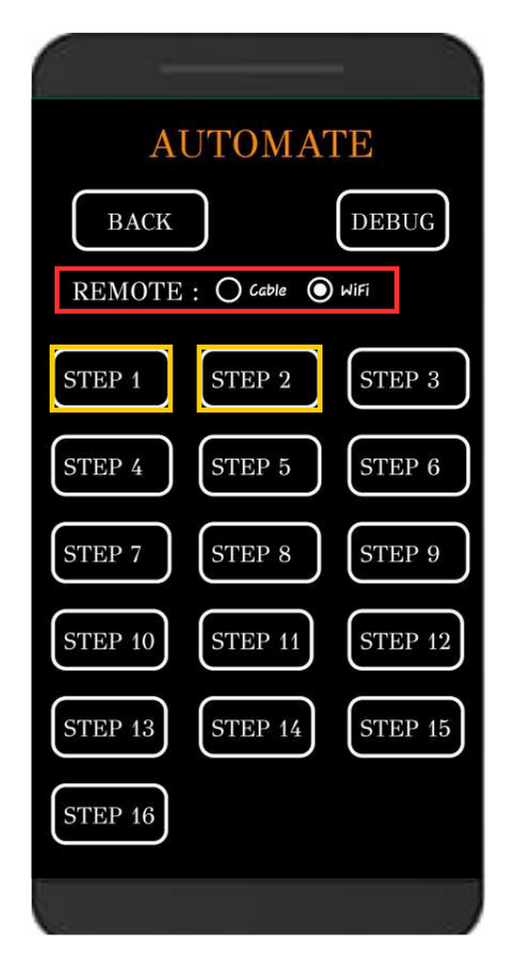 AUTOMATE
BACK DEBUG
REMOTE : Cable WiFi
STEP 1 STEP 2 STEP 3
STEP 4 STEP 5 STEP 6
STEP 7 STEP 8 STEP 9
STEP 10 STEP 11 STEP 12
STEP 13 STEP 14 STEP 15
STEP 16